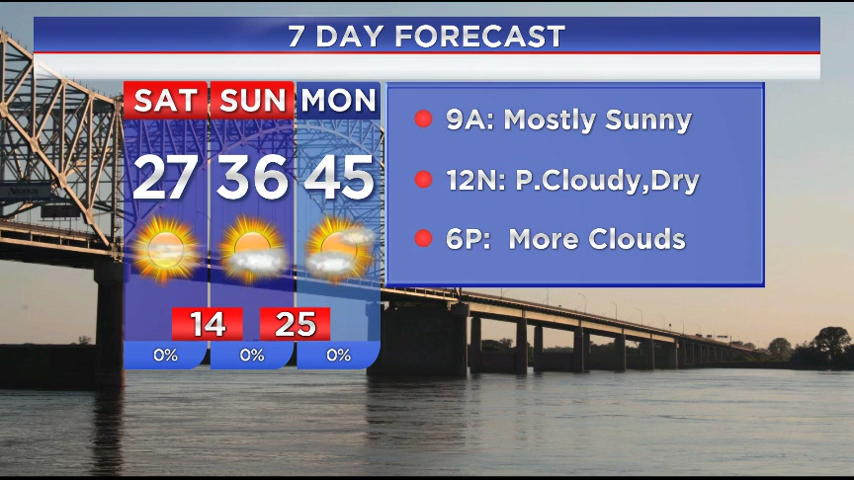 7 DAY FORECAST
SAT SUN MON
27 36 45
14 25
0% 0% 0%
9A: Mostly Sunny
12N: P.Cloudy,Dry
6P: More Clouds